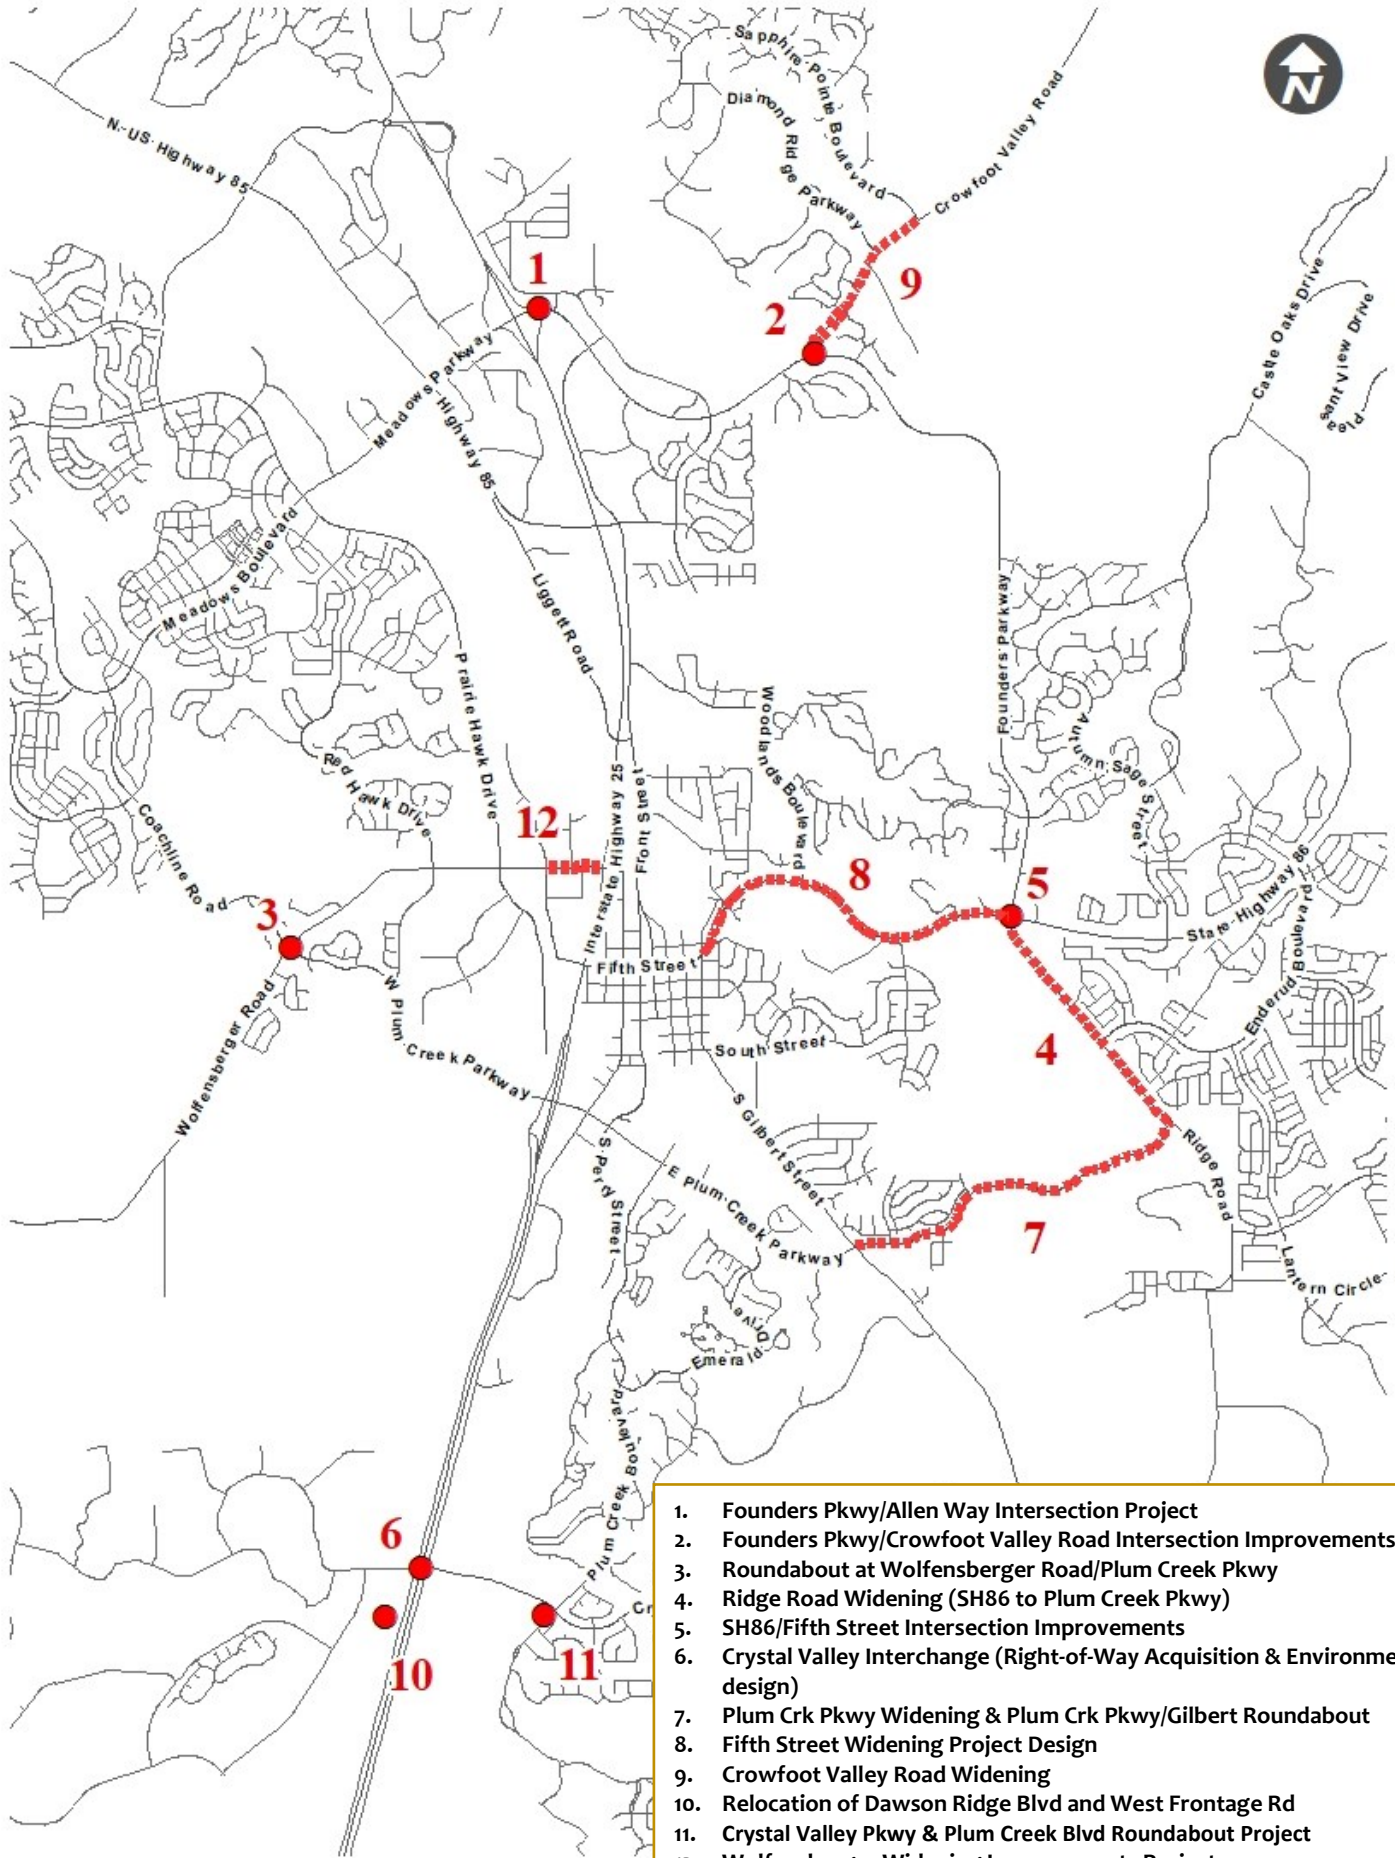 N
Sapphire Pointe Boulevard
Diamond Ridge Parkway
Crowfoot Valley Road
N US Highway 85
1
9
2
Castle Oaks Drive
Pleasant View Drive
Meadows Parkway
Highway 85
Meadows Boulevard
Liggett Road
Founders Parkway
Prairie Hawk Drive
Woodlands Boulevard
Autumn Sage Street
Red Hawk Drive
Coachline Road
Interstate Highway 25
Front Street
12
8
5
State Highway 86
3
Fifth Street
Enderud Boulevard
W Plum Creek Parkway
Wolfensberger Road
South Street
4
S Gilbert Street
Ridge Road
S Perry Street
E Plum Creek Parkway
7
Lantern Circle
Emerald Drive
Plum Creek Boulevard
6
Cr
10
11
1. Founders Pkwy/Allen Way Intersection Project
2. Founders Pkwy/Crowfoot Valley Road Intersection Improvements
3. Roundabout at Wolfensberger Road/Plum Creek Pkwy
4. Ridge Road Widening (SH86 to Plum Creek Pkwy)
5. SH86/Fifth Street Intersection Improvements
6. Crystal Valley Interchange (Right-of-Way Acquisition & Environme
design)
7. Plum Crk Pkwy Widening & Plum Crk Pkwy/Gilbert Roundabout
8. Fifth Street Widening Project Design
9. Crowfoot Valley Road Widening
10. Relocation of Dawson Ridge Blvd and West Frontage Rd
11. Crystal Valley Pkwy & Plum Creek Blvd Roundabout Project